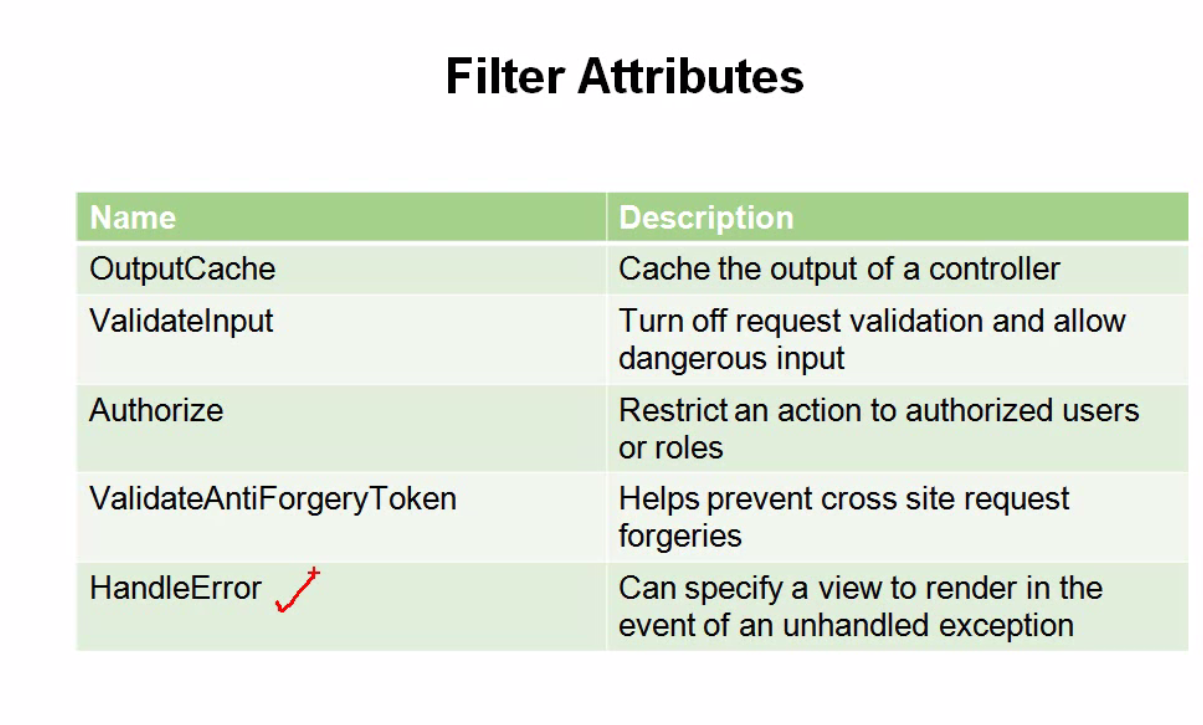 Filter Attributes
Name Description
OutputCache Cache the output of a controller
ValidateInput Turn off request validation and allow
dangerous input
Authorize Restrict an action to authorized users
or roles
ValidateAntiForgeryToken Helps prevent cross site request
forgeries
HandleError Can specify a view to render in the
event of an unhandled exception